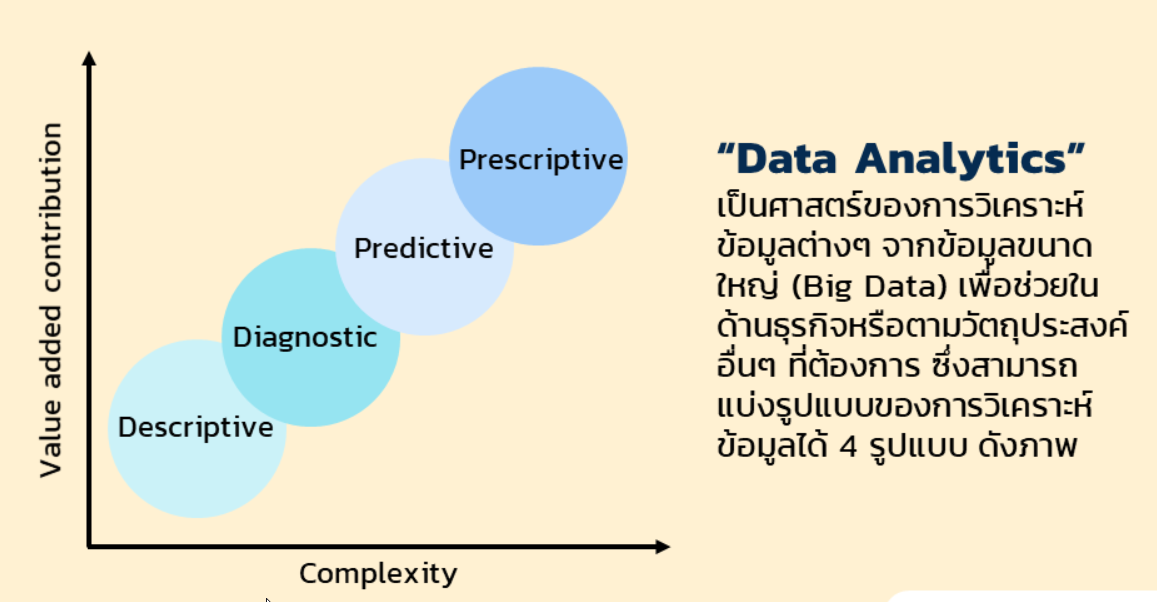 Value added contribution
Prescriptive
Predictive
Diagnostic
Descriptive
Complexity
“Data Analytics”
เป็นศาสตร์ของการวิเคราะห์
ข้อมูลต่างๆ จากข้อมูลขนาด
ใหญ่ (Big Data) เพื่อช่วยใน
ด้านธุรกิจหรือตามวัตถุประสงค์
อื่นๆ ที่ต้องการ ซึ่งสามารถ
แบ่งรูปแบบของการวิเคราะห์
ข้อมูลได้ 4 รูปแบบ ดังภาพ